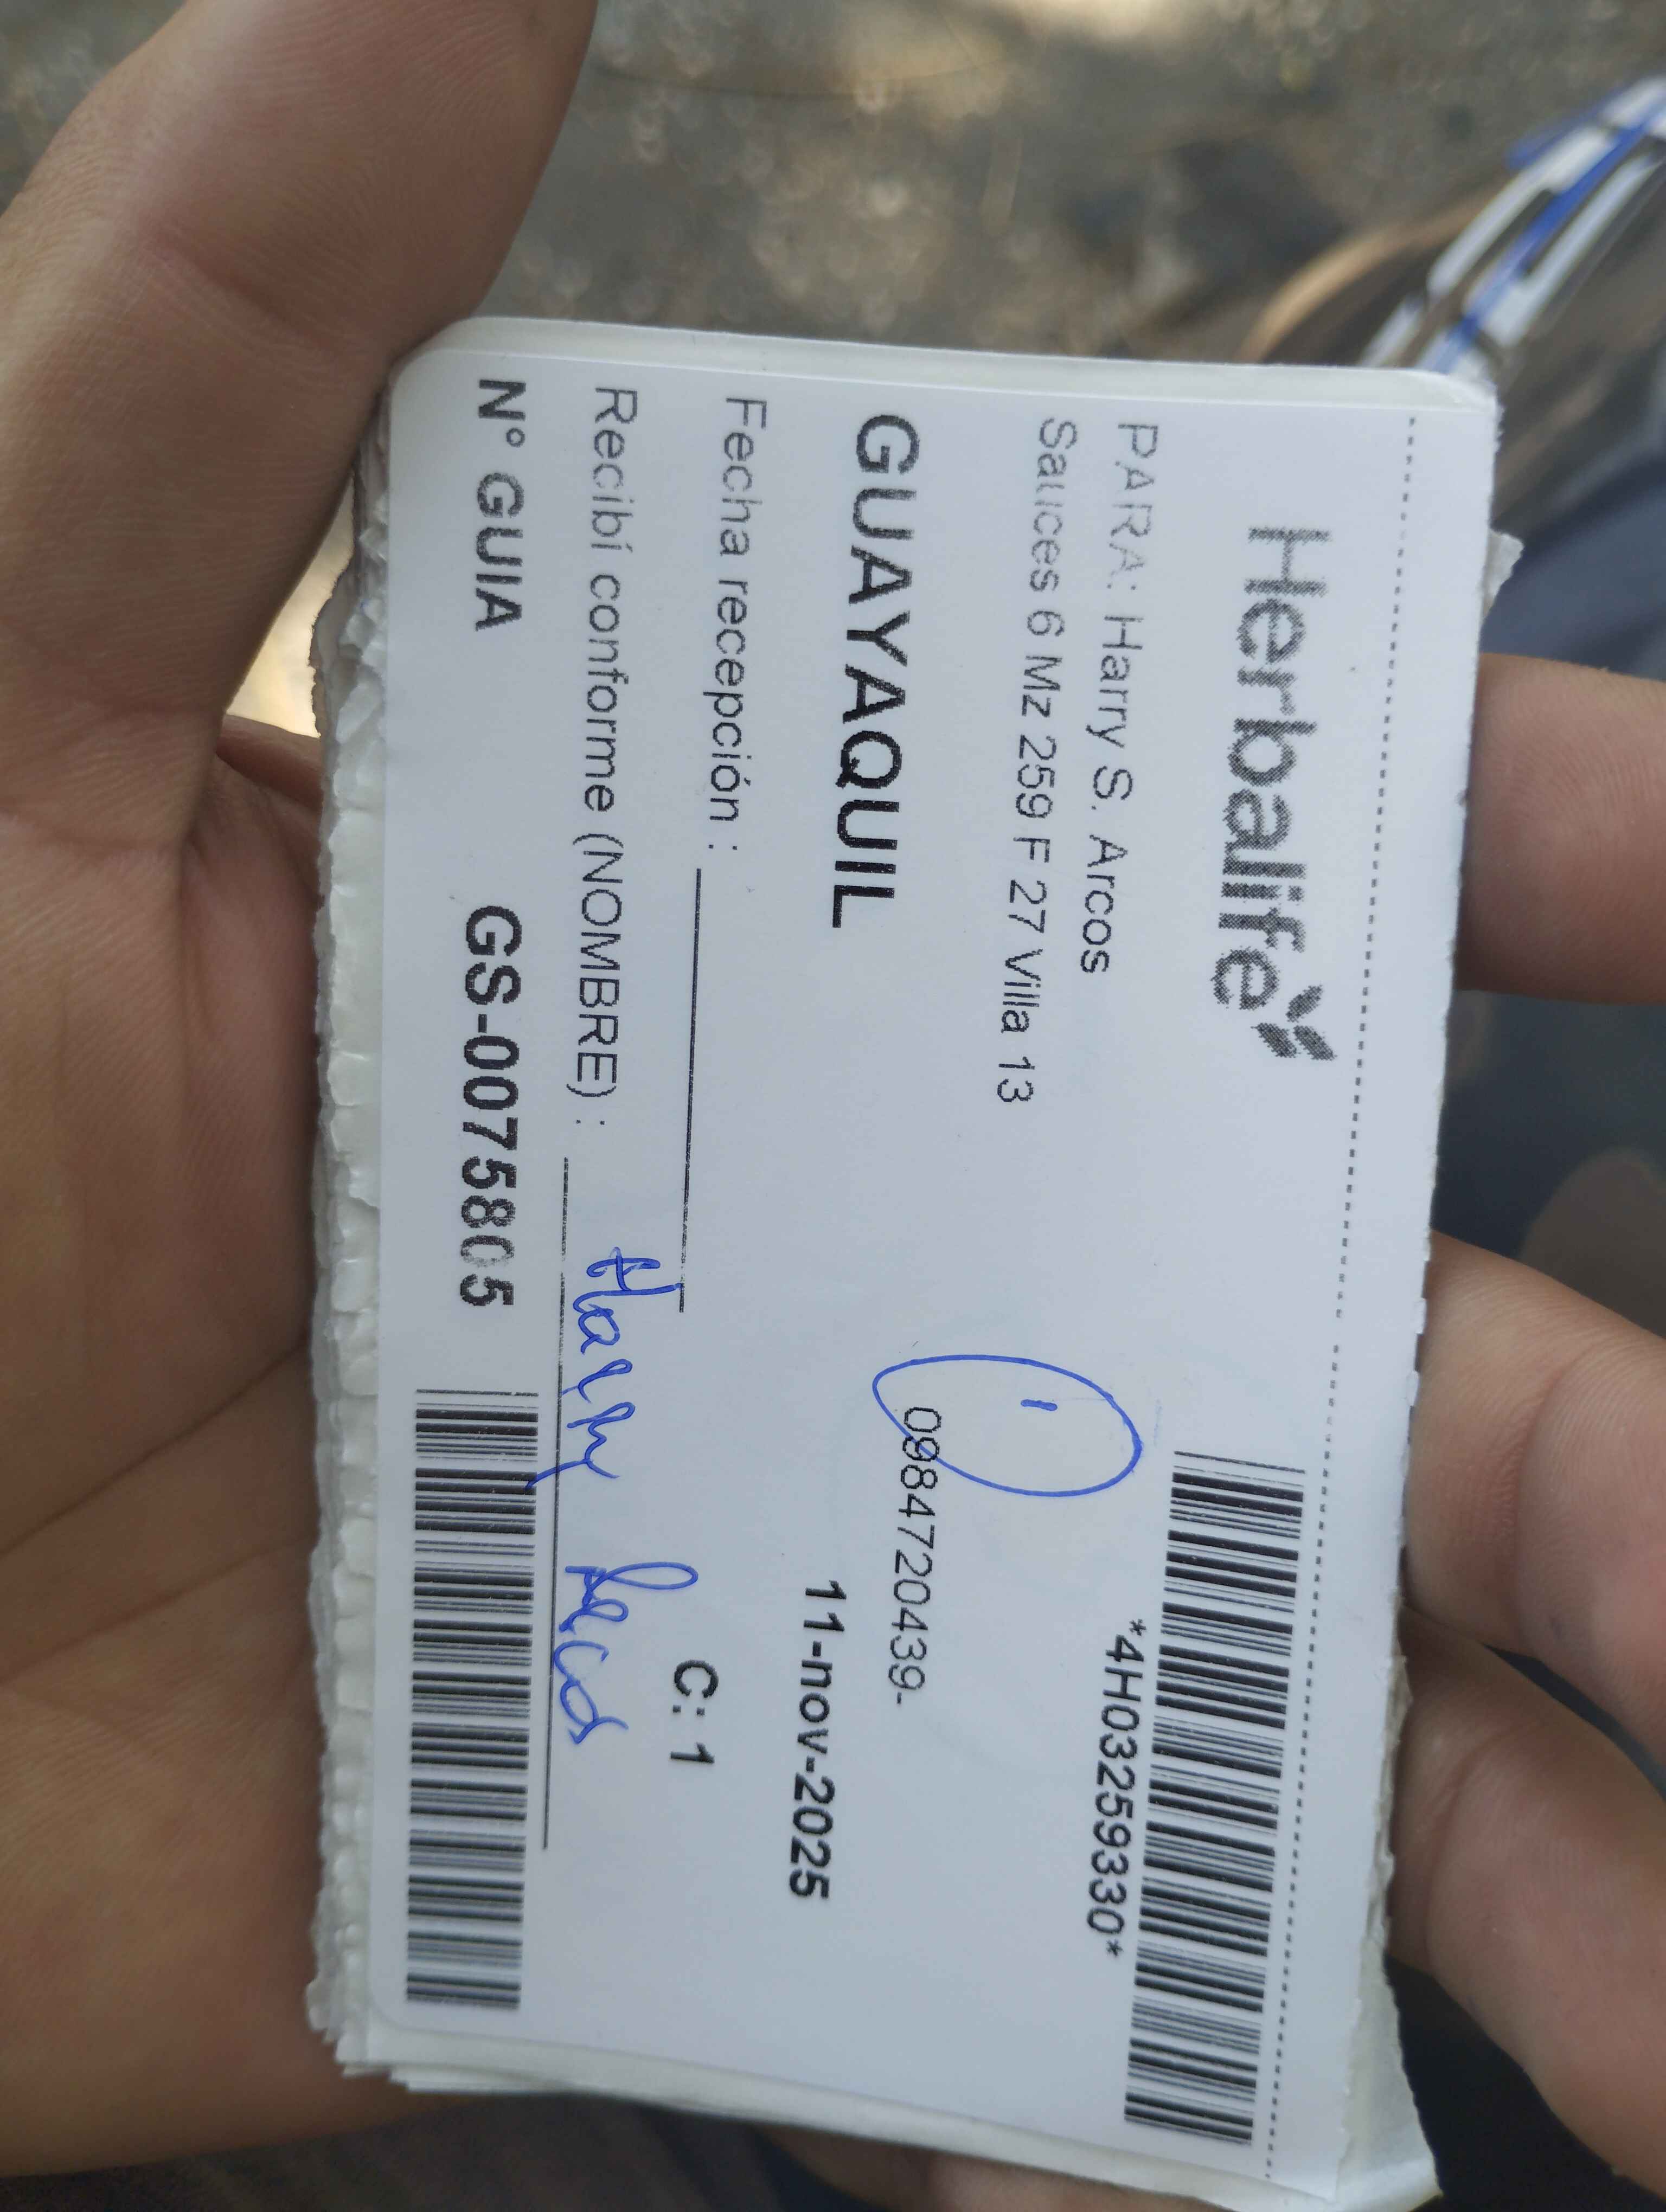 Herbalife
*4H03259330*
PARA: Harry S. Arcos
Sauces 6 Mz 259 F 27 Villa 13
0984720439-
GUAYAQUIL
11-nov-2025
Fecha recepción :
C: 1
Recibí conforme (NOMBRE) : Harry Arcos
N° GUIA GS-0075805